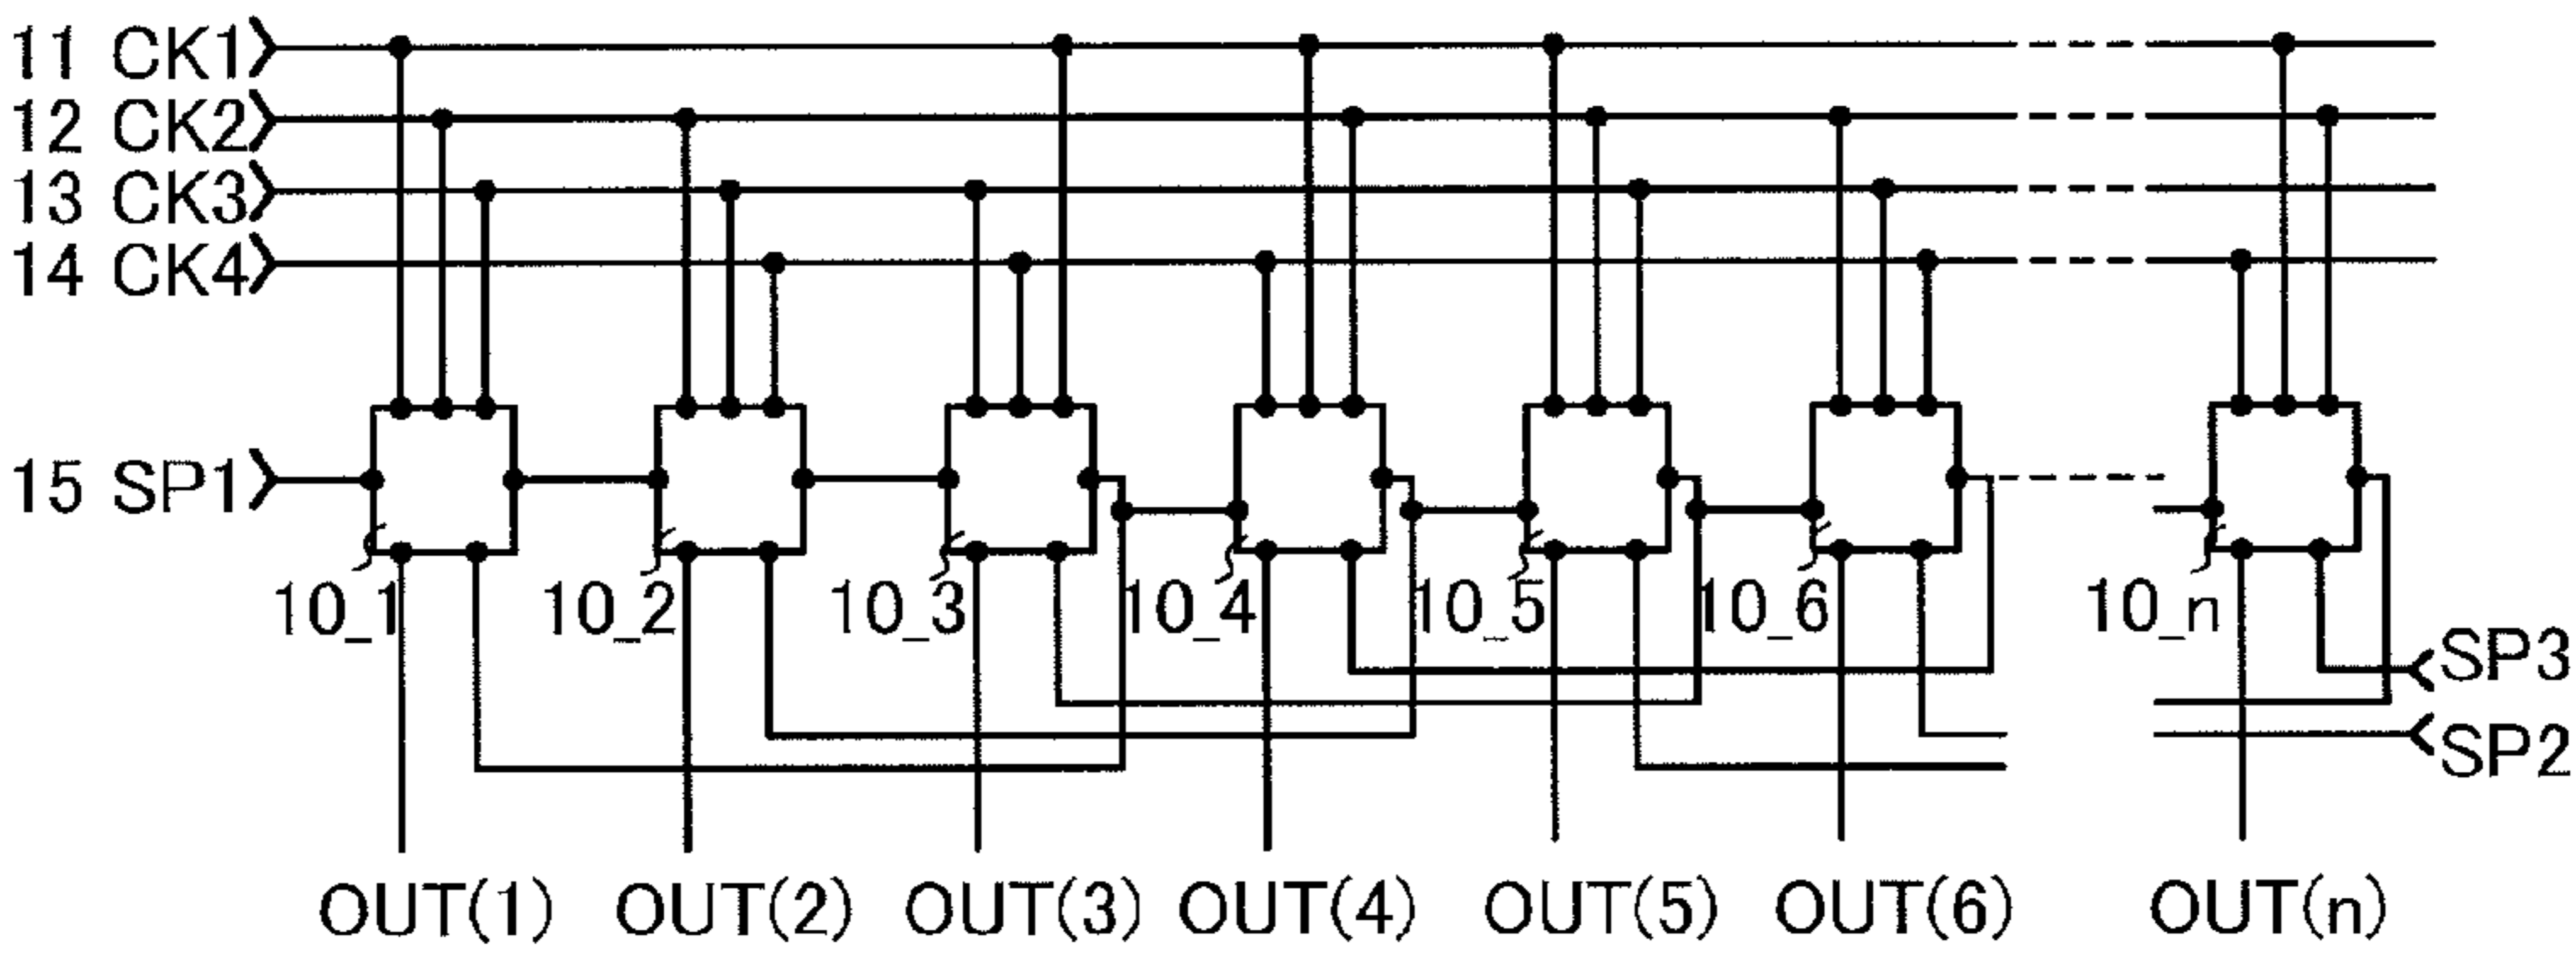 11 CK1
12 CK2
13 CK3
14 CK4
15 SP1
10_1 10_2 10_3 10_4 10_5 10_6 10_n
SP3
SP2
OUT(1) OUT(2) OUT(3) OUT(4) OUT(5) OUT(6) OUT(n)